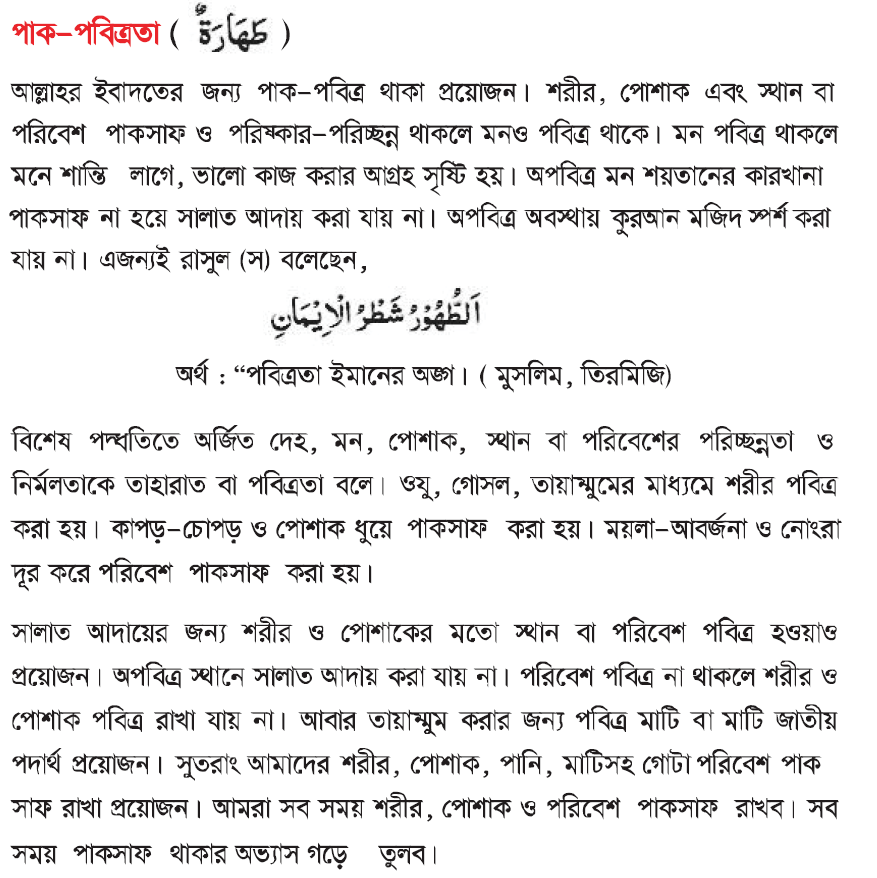 পাক-পবিত্রতা ( طَهَارَةٌ )
আল্লাহর ইবাদতের জন্য পাক-পবিত্র থাকা প্রয়োজন। শরীর, পোশাক এবং স্থান বা
পরিবেশ পাকসাফ ও পরিষ্কার-পরিচ্ছন্ন থাকলে মনও পবিত্র থাকে। মন পবিত্র থাকলে
মনে শান্তি লাগে, ভালো কাজ করার আগ্রহ সৃষ্টি হয়। অপবিত্র মন শয়তানের কারখানা
পাকসাফ না হয়ে সালাত আদায় করা যায় না। অপবিত্র অবস্থায় কুরআন মজিদ স্পর্শ করা
যায় না। এজন্যই রাসুল (স) বলেছেন,
اَلطُّهُوْرُ شَطْرُ الْاِيْمَانِ
অর্থ : “পবিত্রতা ইমানের অঙ্গ। ( মুসলিম, তিরমিজি)
বিশেষ পদ্ধতিতে অর্জিত দেহ, মন, পোশাক, স্থান বা পরিবেশের পরিচ্ছন্নতা ও
নির্মলতাকে তাহারাত বা পবিত্রতা বলে। ওযু, গোসল, তায়াম্মুমের মাধ্যমে শরীর পবিত্র
করা হয়। কাপড়-চোপড় ও পোশাক ধুয়ে পাকসাফ করা হয়। ময়লা-আবর্জনা ও নোংরা
দূর করে পরিবেশ পাকসাফ করা হয়।
সালাত আদায়ের জন্য শরীর ও পোশাকের মতো স্থান বা পরিবেশ পবিত্র হওয়াও
প্রয়োজন। অপবিত্র স্থানে সালাত আদায় করা যায় না। পরিবেশ পবিত্র না থাকলে শরীর ও
পোশাক পবিত্র রাখা যায় না। আবার তায়াম্মুম করার জন্য পবিত্র মাটি বা মাটি জাতীয়
পদার্থ প্রয়োজন। সুতরাং আমাদের শরীর, পোশাক, পানি, মাটিসহ গোটা পরিবেশ পাক
সাফ রাখা প্রয়োজন। আমরা সব সময় শরীর, পোশাক ও পরিবেশ পাকসাফ রাখব। সব
সময় পাকসাফ থাকার অভ্যাস গড়ে তুলব।